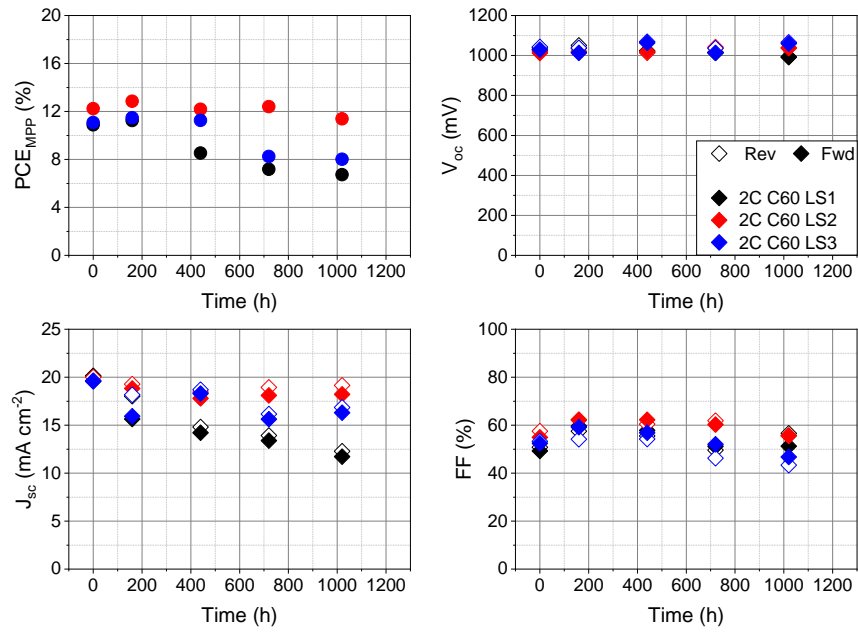 20
16
12
8
4
0
PCE_MPP (%)
0 200 400 600 800 1000 1200
Time (h)
1200
1000
800
600
400
200
0
V_oc (mV)
Rev Fwd
2C C60 LS1
2C C60 LS2
2C C60 LS3
0 200 400 600 800 1000 1200
Time (h)
25
20
15
10
5
0
J_sc (mA cm⁻²)
0 200 400 600 800 1000 1200
Time (h)
100
80
60
40
20
0
FF (%)
0 200 400 600 800 1000 1200
Time (h)